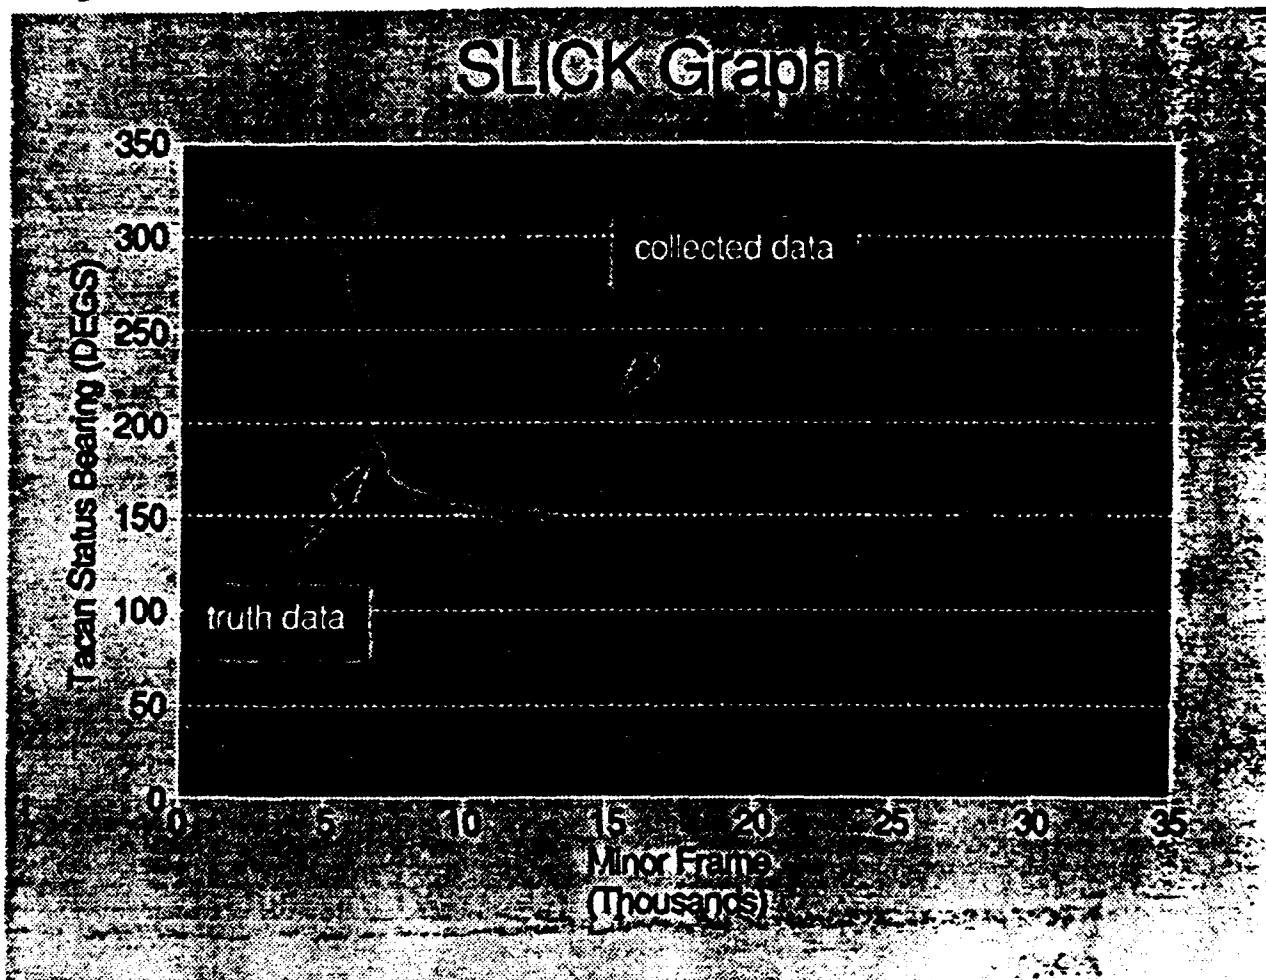 SLICK Graph
350
300
250
200
150
100
50
0
Tacan Status Bearing (DEGS)
collected data
truth data
0 5 10 15 20 25 30 35
Minor Frame
(Thousands)